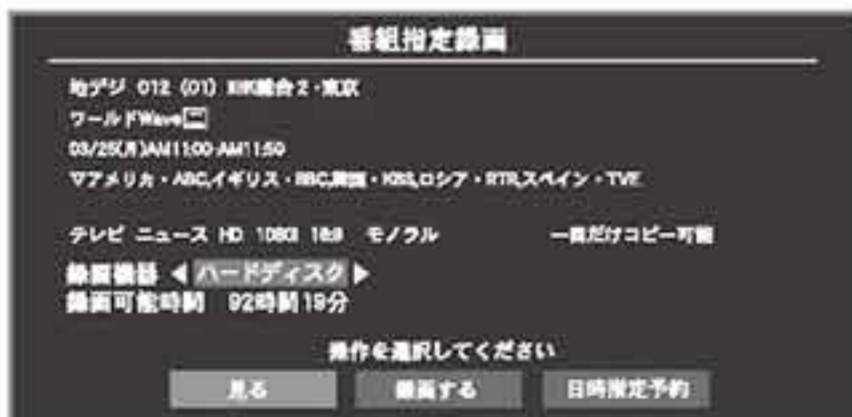 番組指定録画
地デジ 012 (01) NHK総合2・東京
ワールドWave二
03/25(月)AM11:00-AM11:50
▽アメリカ・ABC,イギリス・BBC,韓国・KBS,ロシア・RTR,スペイン・TVE
テレビ ニュース HD 1080i 16:9 モノラル 一回だけコピー可能
録画機器 ◀ ハードディスク ▶
録画可能時間 92時間19分
操作を選択してください
見る 録画する 日時指定予約